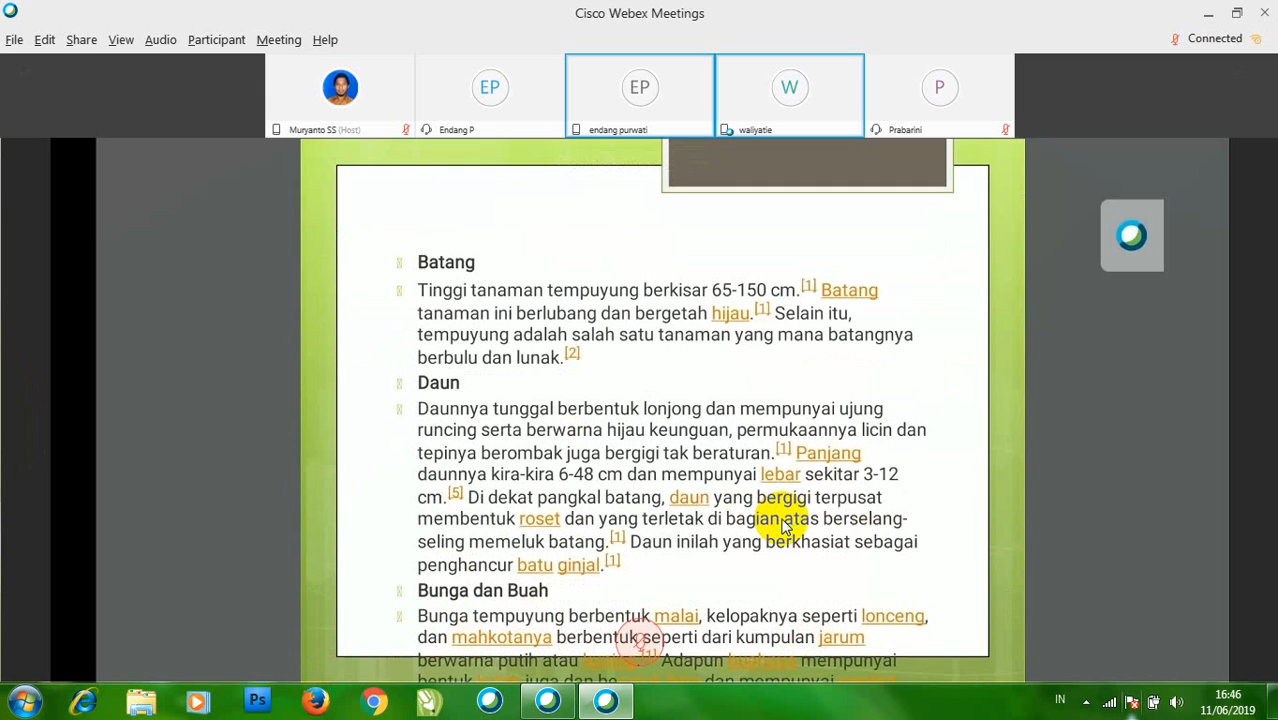 Cisco Webex Meetings
File Edit Share View Audio Participant Meeting Help
Connected
EP EP W P
Muryanto SS (Host) Endang P endang purwati waliyatie Prabarini
Batang
Tinggi tanaman tempuyung berkisar 65-150 cm.[1] Batang
tanaman ini berlubang dan bergetah hijau.[1] Selain itu,
tempuyung adalah salah satu tanaman yang mana batangnya
berbulu dan lunak.[2]
Daun
Daunnya tunggal berbentuk lonjong dan mempunyai ujung
runcing serta berwarna hijau keunguan, permukaannya licin dan
tepinya berombak juga bergigi tak beraturan.[1] Panjang
daunnya kira-kira 6-48 cm dan mempunyai lebar sekitar 3-12
cm.[5] Di dekat pangkal batang, daun yang bergigi terpusat
membentuk roset dan yang terletak di bagian atas berselang-
seling memeluk batang.[1] Daun inilah yang berkhasiat sebagai
penghancur batu ginjal.[1]
Bunga dan Buah
Bunga tempuyung berbentuk malai, kelopaknya seperti lonceng,
dan mahkotanya berbentuk seperti dari kumpulan jarum
berwarna putih atau [1] Adapun mempunyai
bentuk juga dan dan mempunyai
Ps
IN
16:46
11/06/2019